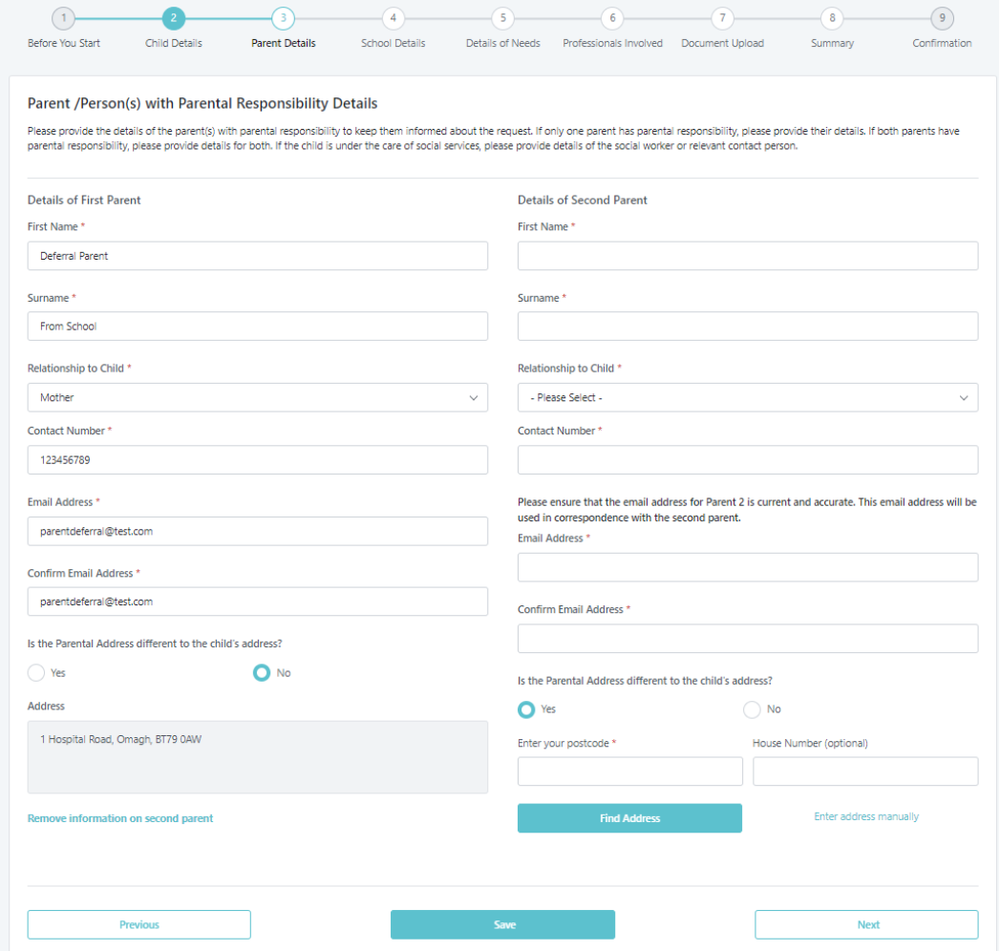 1
2
3
4
5
6
7
8
9
Before You Start
Child Details
Parent Details
School Details
Details of Needs
Professionals Involved
Document Upload
Summary
Confirmation
Parent /Person(s) with Parental Responsibility Details
Please provide the details of the parent(s) with parental responsibility to keep them informed about the request. If only one parent has parental responsibility, please provide their details. If both parents have
parental responsibility, please provide details for both. If the child is under the care of social services, please provide details of the social worker or relevant contact person.
Details of First Parent
First Name *
Deferral Parent
Surname *
From School
Relationship to Child *
Mother
Contact Number *
123456789
Email Address *
parentdeferral@test.com
Confirm Email Address *
parentdeferral@test.com
Is the Parental Address different to the child's address?
Yes
No
Address
1 Hospital Road, Omagh, BT79 0AW
Remove information on second parent
Details of Second Parent
First Name *
Surname *
Relationship to Child *
- Please Select -
Contact Number *
Please ensure that the email address for Parent 2 is current and accurate. This email address will be
used in correspondence with the second parent.
Email Address *
Confirm Email Address *
Is the Parental Address different to the child's address?
Yes
No
Enter your postcode *
House Number (optional)
Find Address
Enter address manually
Previous
Save
Next